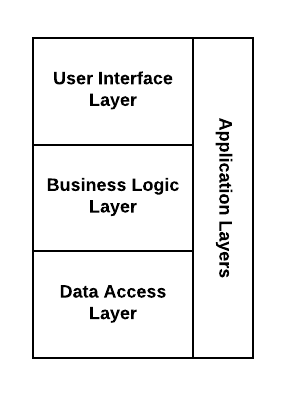 User Interface
Layer
Business Logic
Layer
Data Access
Layer
Application Layers